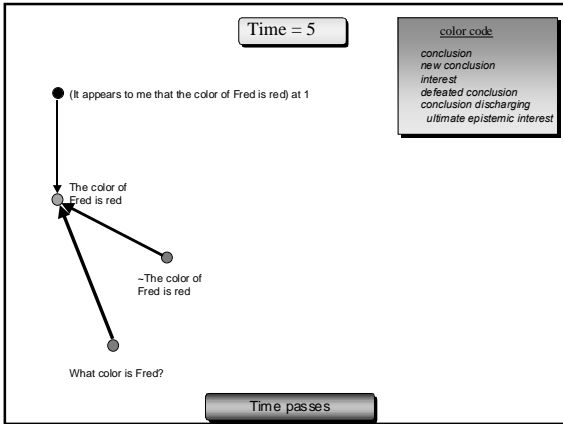 Time = 5
color code
conclusion
new conclusion
interest
defeated conclusion
conclusion discharging
ultimate epistemic interest
(It appears to me that the color of Fred is red) at 1
The color of
Fred is red
~The color of
Fred is red
What color is Fred?
Time passes